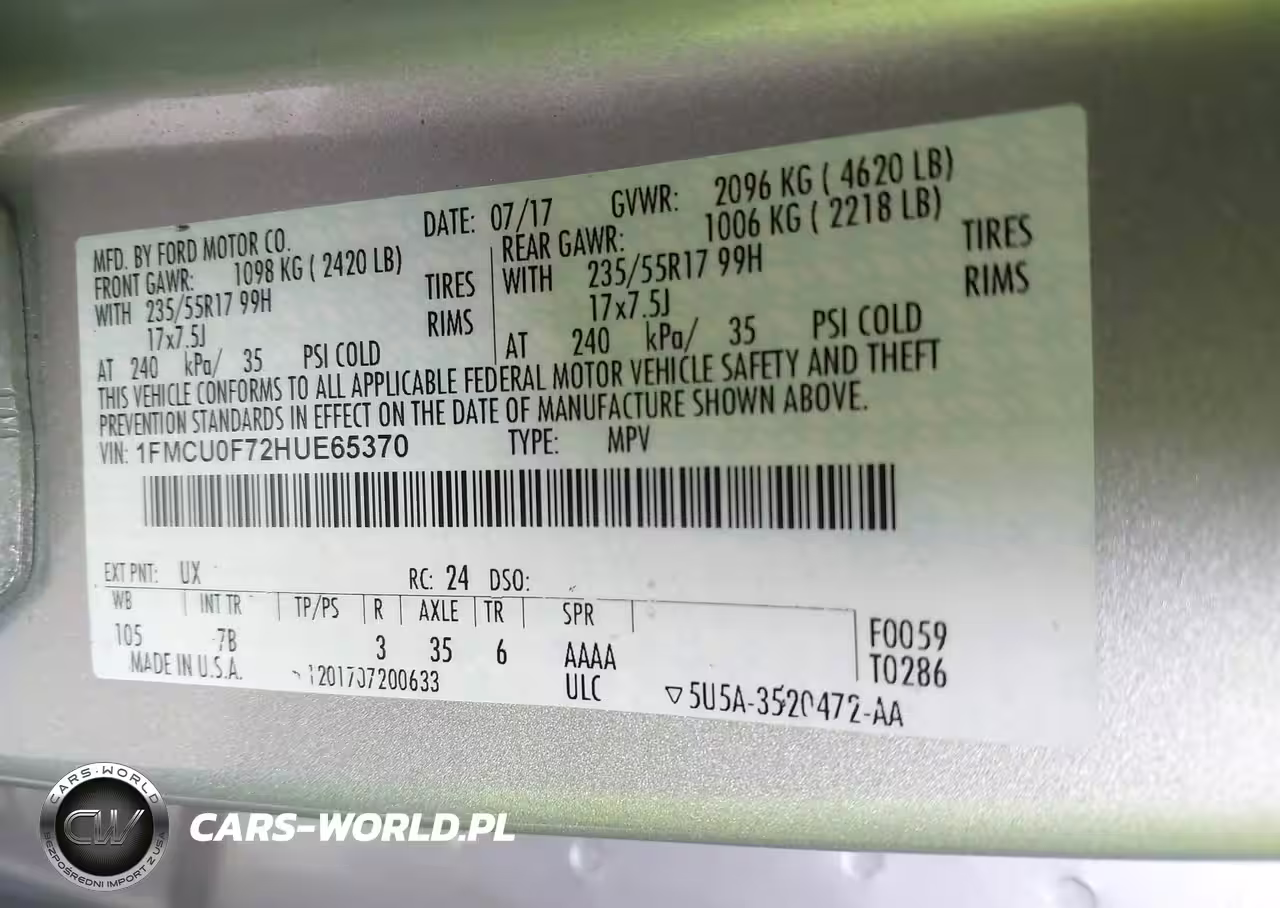 MFD. BY FORD MOTOR CO. DATE: 07/17 GVWR: 2096 KG ( 4620 LB)
FRONT GAWR: 1098 KG ( 2420 LB) REAR GAWR: 1006 KG ( 2218 LB)
WITH 235/55R17 99H TIRES WITH 235/55R17 99H TIRES
17x7.5J RIMS 17x7.5J RIMS
AT 240 kPa/ 35 PSI COLD AT 240 kPa/ 35 PSI COLD
THIS VEHICLE CONFORMS TO ALL APPLICABLE FEDERAL MOTOR VEHICLE SAFETY AND THEFT
PREVENTION STANDARDS IN EFFECT ON THE DATE OF MANUFACTURE SHOWN ABOVE.
VIN: 1FMCU0F72HUE65370 TYPE: MPV
EXT PNT: UX RC: 24 DSO:
WB INT TR TP/PS R AXLE TR SPR
105 7B 3 35 6 AAAA F0059
MADE IN U.S.A. ULC T0286
▽5U5A-3520472-AA
CARS-WORLD
CW
BEZPOŚREDNI IMPORT Z USA
CARS-WORLD.PL